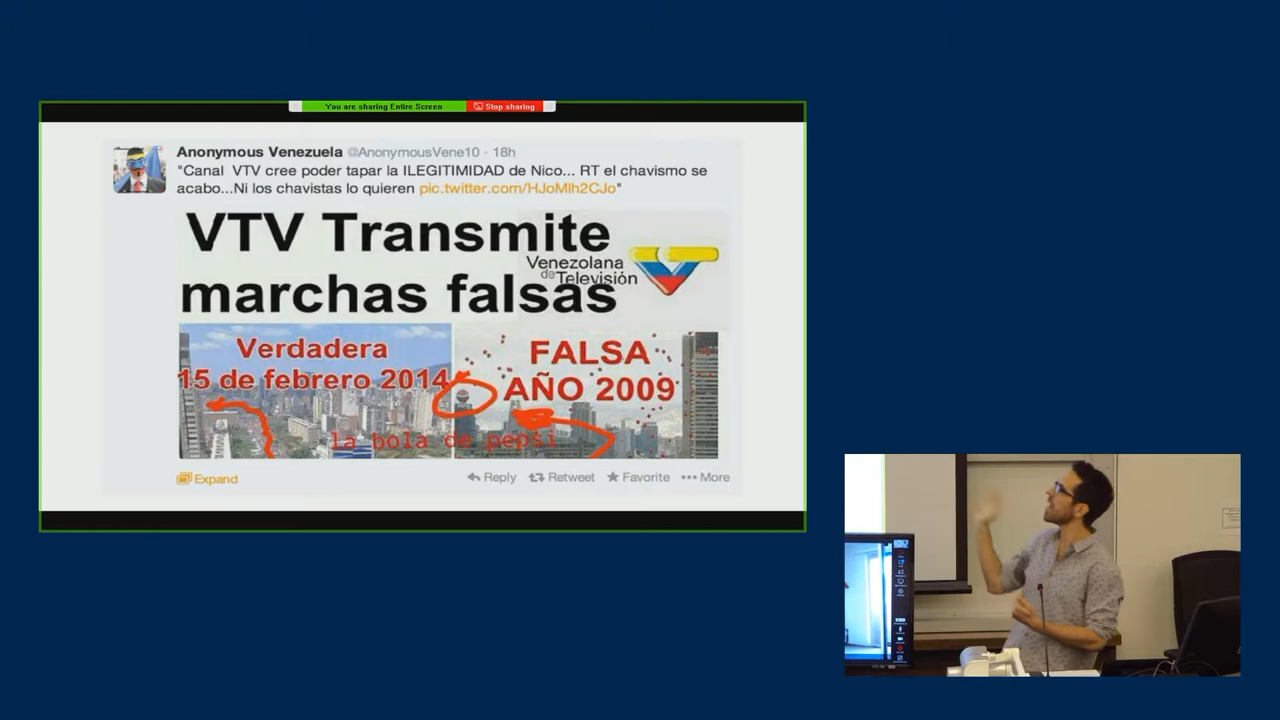 You are sharing Entire Screen Stop sharing
Anonymous Venezuela @AnonymousVene10 · 18h
"Canal VTV cree poder tapar la ILEGITIMIDAD de Nico... RT el chavismo se
acabo...Ni los chavistas lo quieren pic.twitter.com/HJoMlh2CJo"
VTV Transmite
marchas falsas
Venezolana
de Televisión
Verdadera
15 de febrero 2014
FALSA
AÑO 2009
la bola de pepsi
Expand
Reply Retweet Favorite More